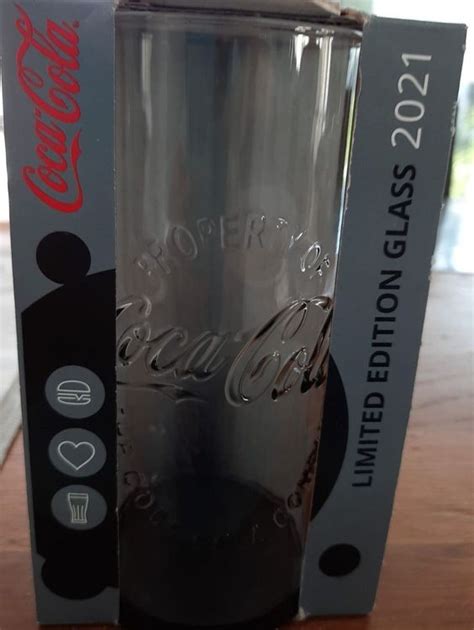 Coca-Cola
PROPERTY OF
Coca Cola
LIMITED EDITION GLASS 2021